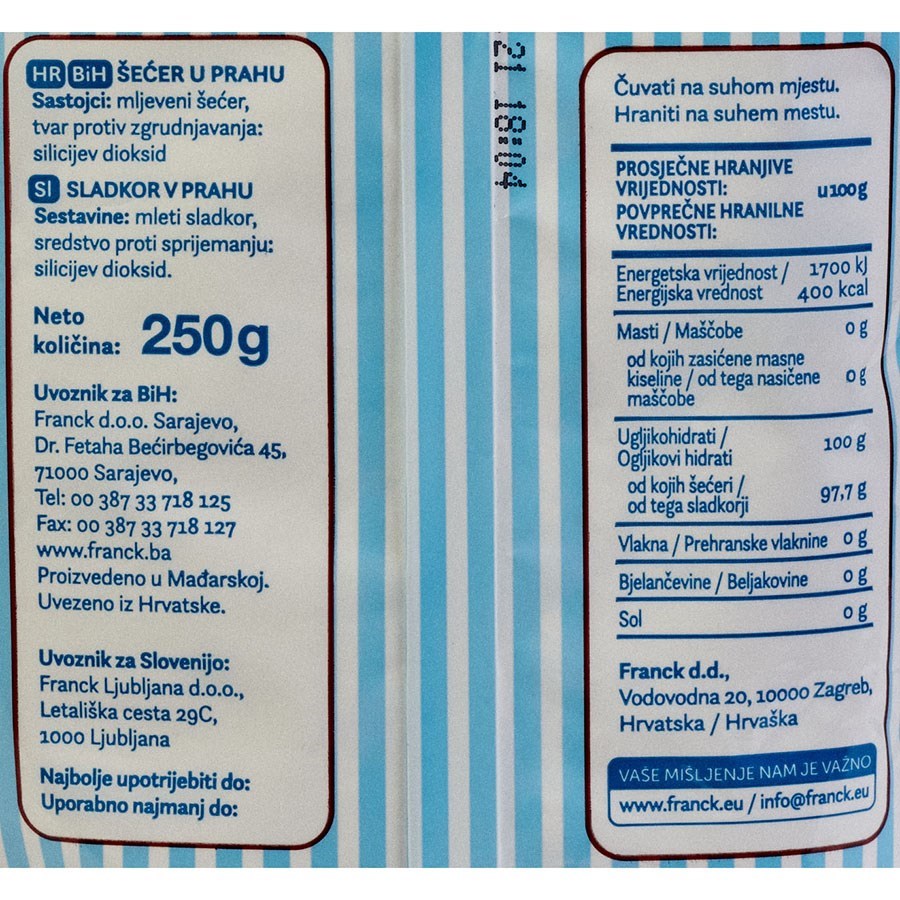 HR BiH ŠEĆER U PRAHU
Sastojci: mljeveni šećer,
tvar protiv zgrudnjavanja:
silicijev dioksid
SI SLADKOR V PRAHU
Sestavine: mleti sladkor,
sredstvo proti sprijemanju:
silicijev dioksid.
Neto
količina: 250g
Uvoznik za BiH:
Franck d.o.o. Sarajevo,
Dr. Fetaha Bećirbegovića 45,
71000 Sarajevo,
Tel: 00 387 33 718 125
Fax: 00 387 33 718 127
www.franck.ba
Proizvedeno u Mađarskoj.
Uvezeno iz Hrvatske.
Uvoznik za Slovenijo:
Franck Ljubljana d.o.o.,
Letališka cesta 29C,
1000 Ljubljana
Najbolje upotrijebiti do:
Uporabno najmanj do:
Čuvati na suhom mjestu.
Hraniti na suhem mestu.
PROSJEČNE HRANJIVE
VRIJEDNOSTI: u 100 g
POVPREČNE HRANILNE
VREDNOSTI:
Energetska vrijednost / 1700 kJ
Energijska vrednost 400 kcal
Masti / Maščobe 0 g
od kojih zasićene masne
kiseline / od tega nasičene 0 g
maščobe
Ugljikohidrati / 100 g
Ogljikovi hidrati
od kojih šećeri / 97,7 g
od tega sladkorji
Vlakna / Prehranske vlaknine 0 g
Bjelančevine / Beljakovine 0 g
Sol 0 g
Franck d.d.,
Vodovodna 20, 10000 Zagreb,
Hrvatska / Hrvaška
VAŠE MIŠLJENJE NAM JE VAŽNO
www.franck.eu / info@franck.eu